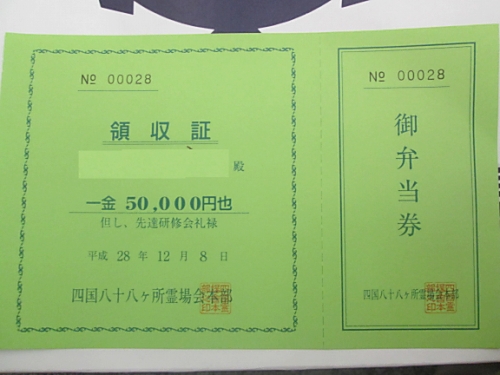 № 00028
領収証
殿
一金 50,000円也
但し、先達研修会礼禄
平成 28 年 12 月 8 日
四国八十八ヶ所霊場会本部
№ 00028
御弁当券
四国八十八ヶ所霊場会本部